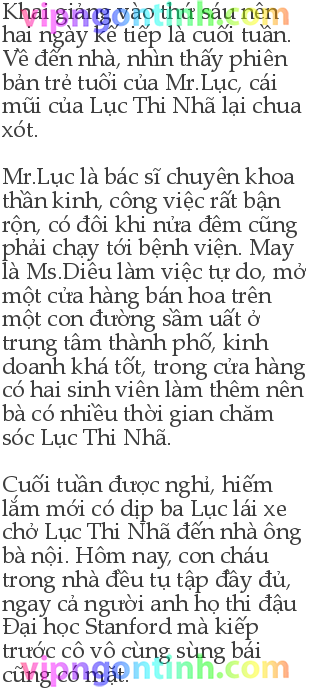 Khai giảng vào thứ sáu nên
hai ngày kế tiếp là cuối tuần.
Về đến nhà, nhìn thấy phiên
bản trẻ tuổi của Mr.Lục, cái
mũi của Lục Thi Nhã lại chua
xót.

Mr.Lục là bác sĩ chuyên khoa
thần kinh, công việc rất bận
rộn, có đôi khi nửa đêm cũng
phải chạy tới bệnh viện. May
là Ms.Diêu làm việc tự do, mở
một cửa hàng bán hoa trên
một con đường sầm uất ở
trung tâm thành phố, kinh
doanh khá tốt, trong cửa hàng
có hai sinh viên làm thêm nên
bà có nhiều thời gian chăm
sóc Lục Thi Nhã.

Cuối tuần được nghỉ, hiếm
lắm mới có dịp ba Lục lái xe
chở Lục Thi Nhã đến nhà ông
bà nội. Hôm nay, con cháu
trong nhà đều tụ tập đầy đủ,
ngay cả người anh họ thi đậu
Đại học Stanford mà kiếp
trước cô vô cùng sùng bái
cũng có mặt.
vipngontinh.com
vipngontinh.com